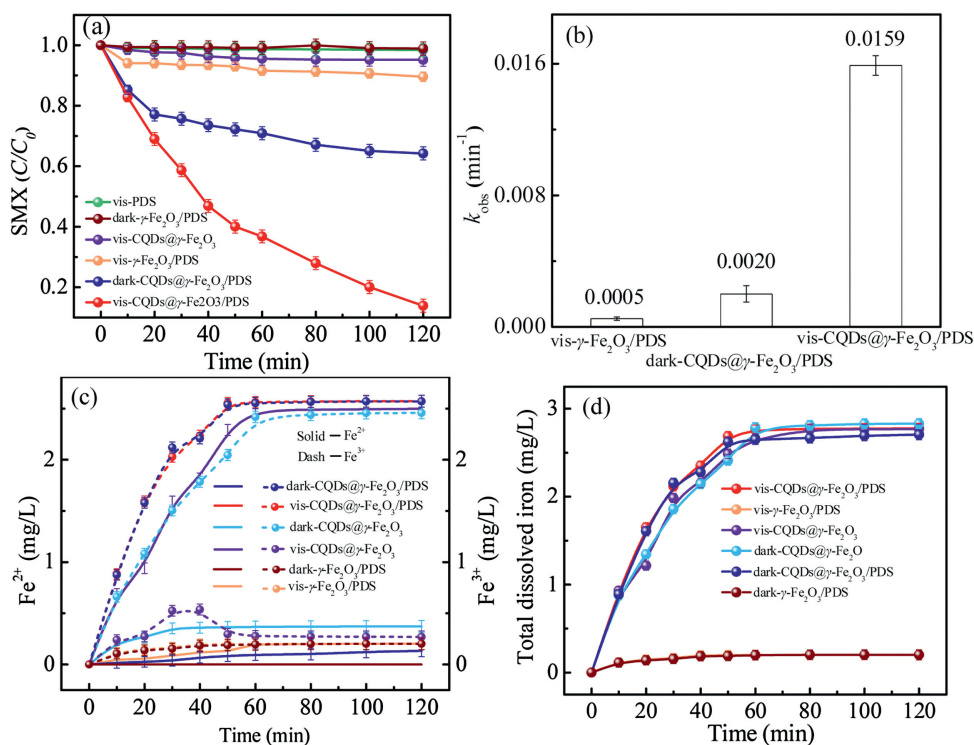 (a)
1.0
0.8
0.6
0.4
0.2
SMX (C/C₀)
vis-PDS
dark-γ-Fe₂O₃/PDS
vis-CQDs@γ-Fe₂O₃
vis-γ-Fe₂O₃/PDS
dark-CQDs@γ-Fe₂O₃/PDS
vis-CQDs@γ-Fe2O3/PDS
0 20 40 60 80 100 120
Time (min)
(b)
0.016
0.008
0.000
k_obs (min⁻¹)
0.0159
0.0020
0.0005
vis-γ-Fe₂O₃/PDS
dark-CQDs@γ-Fe₂O₃/PDS
vis-CQDs@γ-Fe₂O₃/PDS
(c)
2
1
0
Fe²⁺ (mg/L)
Solid — Fe²⁺
Dash — Fe³⁺
dark-CQDs@γ-Fe₂O₃/PDS
vis-CQDs@γ-Fe₂O₃/PDS
dark-CQDs@γ-Fe₂O₃
vis-CQDs@γ-Fe₂O₃
dark-γ-Fe₂O₃/PDS
vis-γ-Fe₂O₃/PDS
2
1
0
Fe³⁺ (mg/L)
0 20 40 60 80 100 120
Time (min)
(d)
3
2
1
0
Total dissolved iron (mg/L)
vis-CQDs@γ-Fe₂O₃/PDS
vis-γ-Fe₂O₃/PDS
vis-CQDs@γ-Fe₂O₃
dark-CQDs@γ-Fe₂O
dark-CQDs@γ-Fe₂O₃/PDS
dark-γ-Fe₂O₃/PDS
0 20 40 60 80 100 120
Time (min)